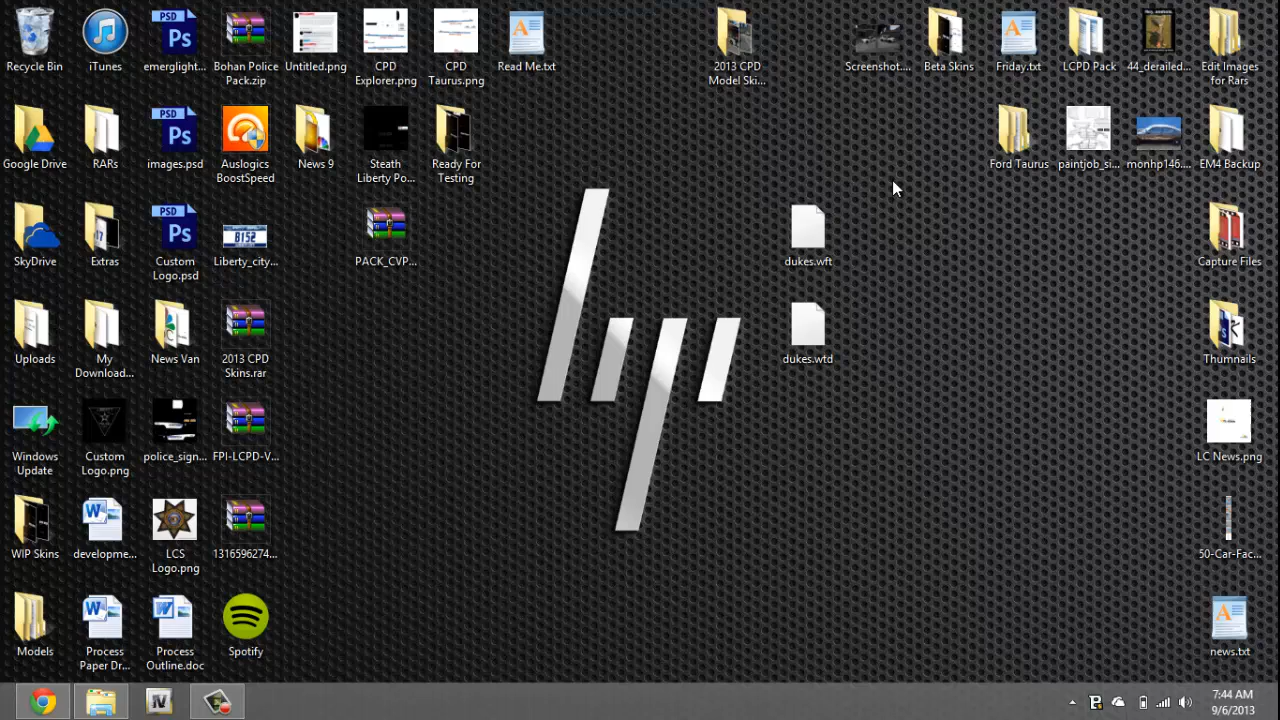 Recycle Bin
iTunes
emerglight...
Bohan Police
Pack.zip
Untitled.png
CPD
Explorer.png
CPD
Taurus.png
Read Me.txt
2013 CPD
Model Ski...
Screenshot....
Beta Skins
Friday.txt
LCPD Pack
44_derailed...
Edit Images
for Rars
Google Drive
RARs
images.psd
Auslogics
BoostSpeed
News 9
Steath
Liberty Po...
Ready For
Testing
Ford Taurus
paintjob_si...
monhp146....
EM4 Backup
SkyDrive
Extras
Custom
Logo.psd
8152
Liberty_city...
PACK_CVP...
dukes.wft
Capture Files
Uploads
My
Download...
News Van
2013 CPD
Skins.rar
dukes.wtd
Thumnails
Windows
Update
Custom
Logo.png
police_sign...
FPI-LCPD-V...
LC News.png
WIP Skins
developme...
LCS
Logo.png
1316596274...
50-Car-Fac...
Models
Process
Paper Dr...
Process
Outline.doc
Spotify
news.txt
IV
7:44 AM
9/6/2013